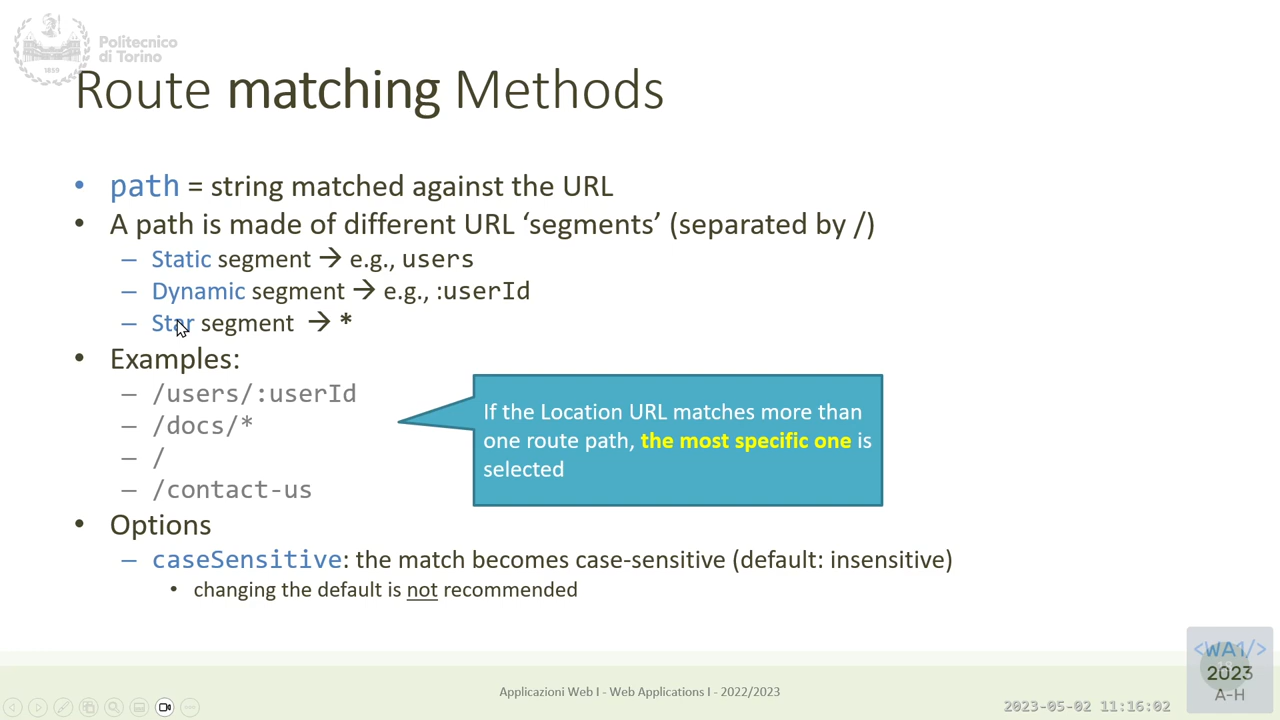 Politecnico
di Torino
1859
Route matching Methods
• path = string matched against the URL
• A path is made of different URL ‘segments’ (separated by /)
– Static segment → e.g., users
– Dynamic segment → e.g., :userId
– Star segment → *
• Examples:
– /users/:userId
– /docs/*
– /
– /contact-us
If the Location URL matches more than
one route path, the most specific one is
selected
• Options
– caseSensitive: the match becomes case-sensitive (default: insensitive)
• changing the default is not recommended
Applicazioni Web I - Web Applications I - 2022/2023
2023-05-02 11:16:02
<WA1/>
2023
A-H